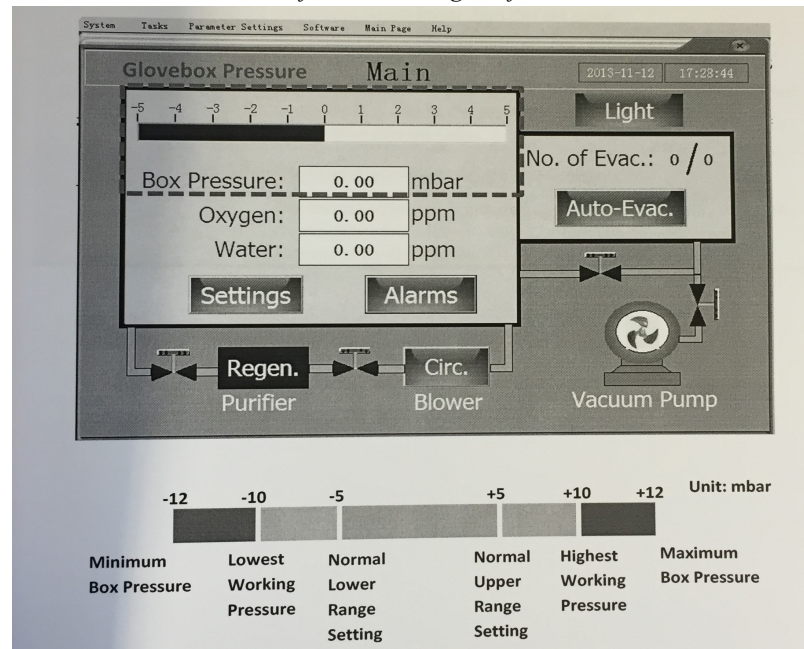 System Tasks Parameter Settings Software Main Page Help
Glovebox Pressure Main 2013-11-12 17:28:44
-5 -4 -3 -2 -1 0 1 2 3 4 5
Light
No. of Evac.: 0 / 0
Box Pressure: 0.00 mbar
Auto-Evac.
Oxygen: 0.00 ppm
Water: 0.00 ppm
Settings Alarms
Regen. Circ.
Purifier Blower Vacuum Pump
-12 -10 -5 +5 +10 +12 Unit: mbar
Minimum
Box Pressure
Lowest
Working
Pressure
Normal
Lower
Range
Setting
Normal
Upper
Range
Setting
Highest
Working
Pressure
Maximum
Box Pressure